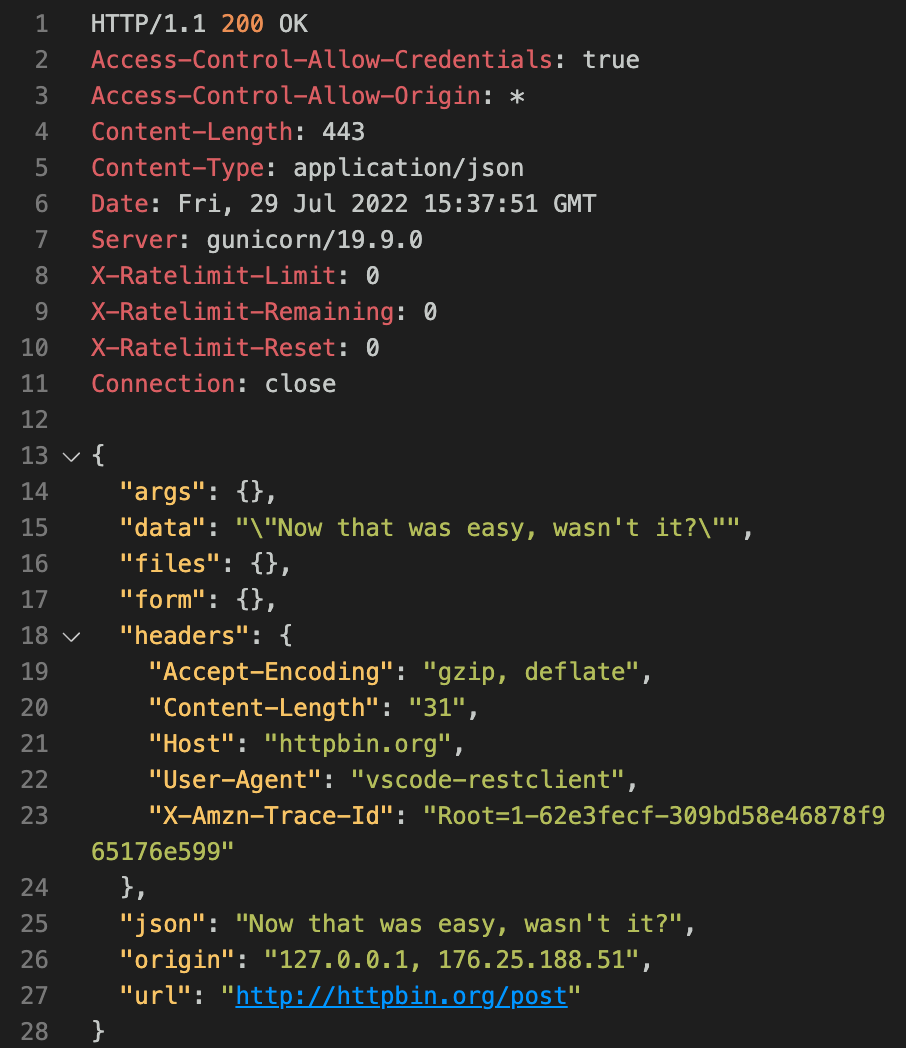 1 HTTP/1.1 200 OK
2 Access-Control-Allow-Credentials: true
3 Access-Control-Allow-Origin: *
4 Content-Length: 443
5 Content-Type: application/json
6 Date: Fri, 29 Jul 2022 15:37:51 GMT
7 Server: gunicorn/19.9.0
8 X-Ratelimit-Limit: 0
9 X-Ratelimit-Remaining: 0
10 X-Ratelimit-Reset: 0
11 Connection: close
12
13 {
14   "args": {},
15   "data": "\"Now that was easy, wasn't it?\"",
16   "files": {},
17   "form": {},
18   "headers": {
19     "Accept-Encoding": "gzip, deflate",
20     "Content-Length": "31",
21     "Host": "httpbin.org",
22     "User-Agent": "vscode-restclient",
23     "X-Amzn-Trace-Id": "Root=1-62e3fecf-309bd58e46878f9
65176e599"
24   },
25   "json": "Now that was easy, wasn't it?",
26   "origin": "127.0.0.1, 176.25.188.51",
27   "url": "http://httpbin.org/post"
28 }